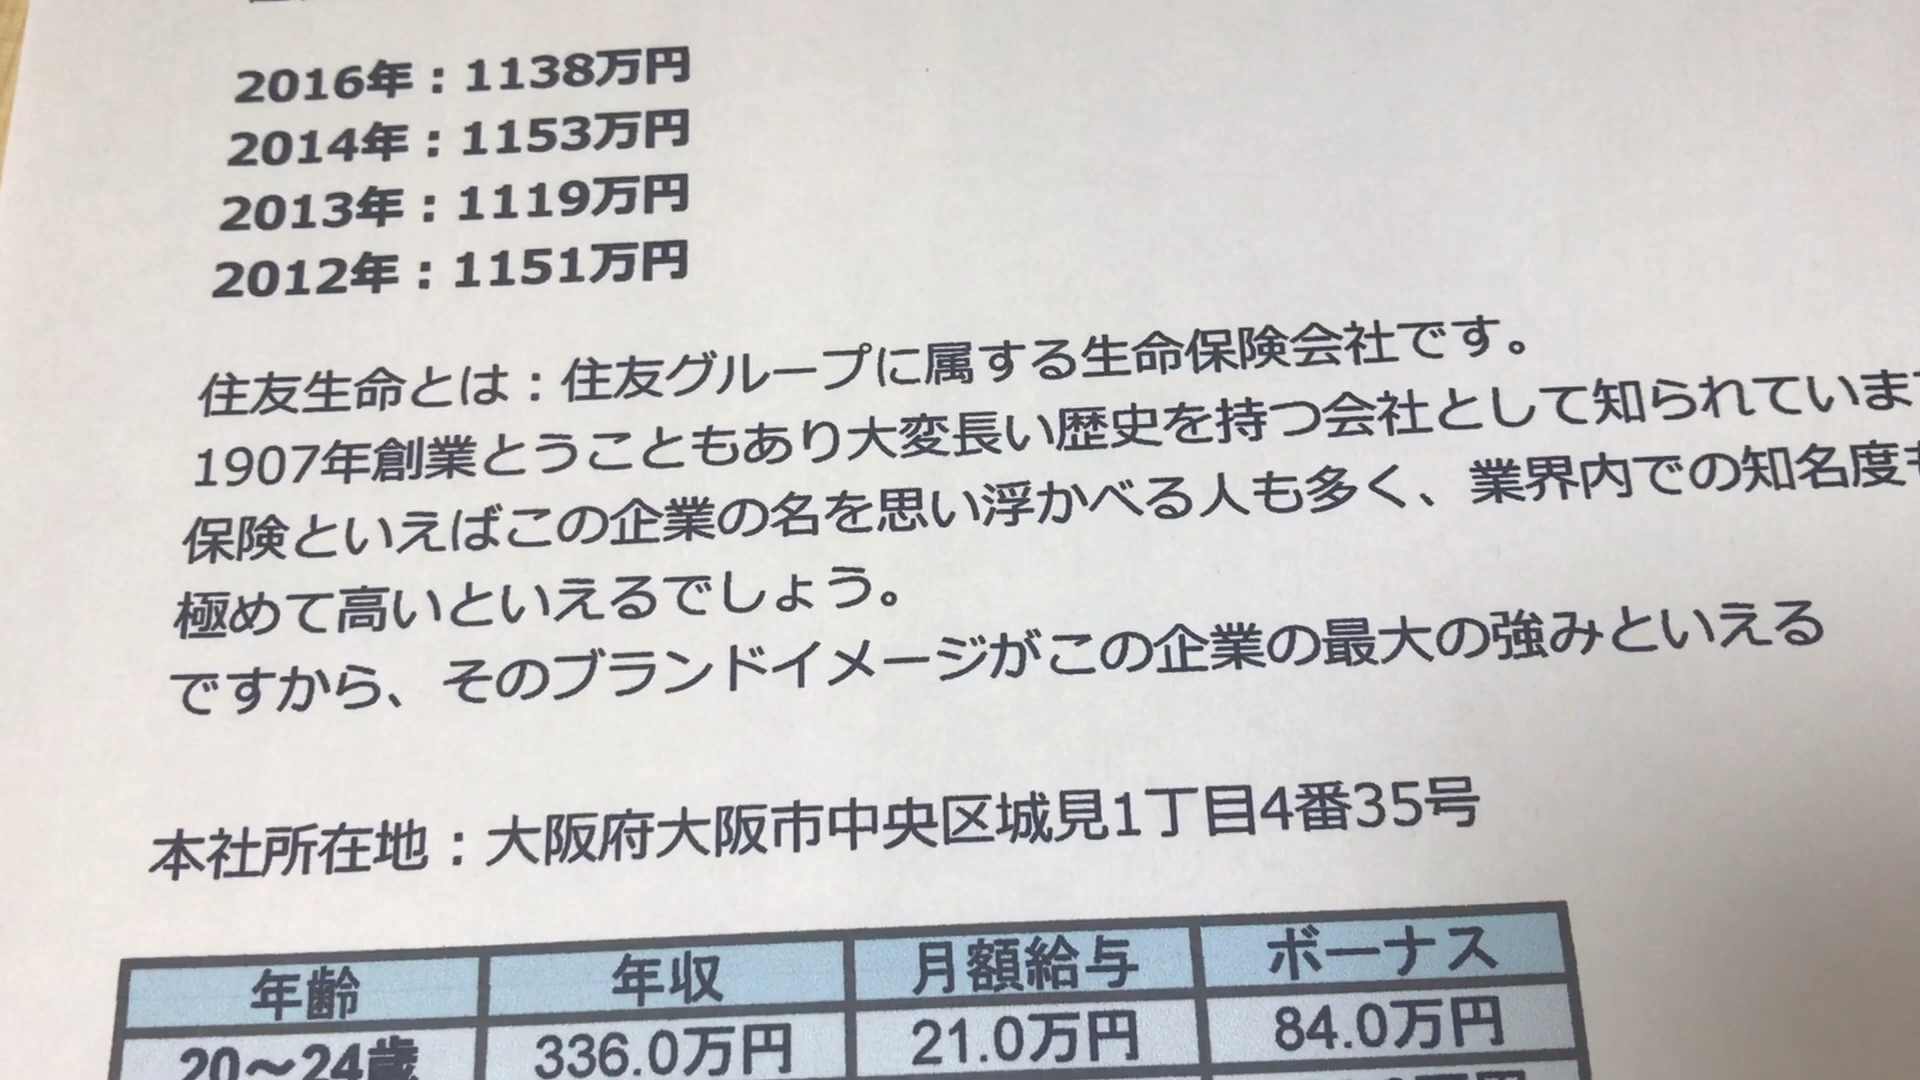 2016年：1138万円
2014年：1153万円
2013年：1119万円
2012年：1151万円
住友生命とは：住友グループに属する生命保険会社です。
1907年創業とうこともあり大変長い歴史を持つ会社として知られていま
保険といえばこの企業の名を思い浮かべる人も多く、業界内での知名度
極めて高いといえるでしょう。
ですから、そのブランドイメージがこの企業の最大の強みといえる
本社所在地：大阪府大阪市中央区城見1丁目4番35号
年齢 年収 月額給与 ボーナス
20～24歳 336.0万円 21.0万円 84.0万円